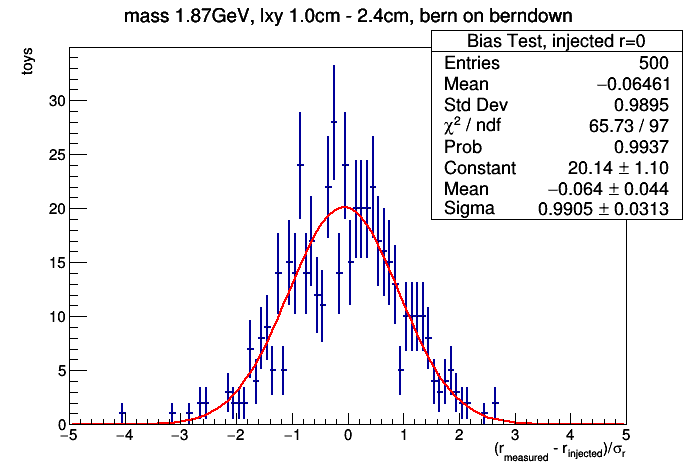 mass 1.87GeV, lxy 1.0cm - 2.4cm, bern on berndown
Bias Test, injected r=0
Entries 500
Mean −0.06461
Std Dev 0.9895
χ² / ndf 65.73 / 97
Prob 0.9937
Constant 20.14 ± 1.10
Mean −0.064 ± 0.044
Sigma 0.9905 ± 0.0313
toys
30
25
20
15
10
5
0
−5 −4 −3 −2 −1 0 1 2 3 4 5
(r_measured - r_injected)/σ_r